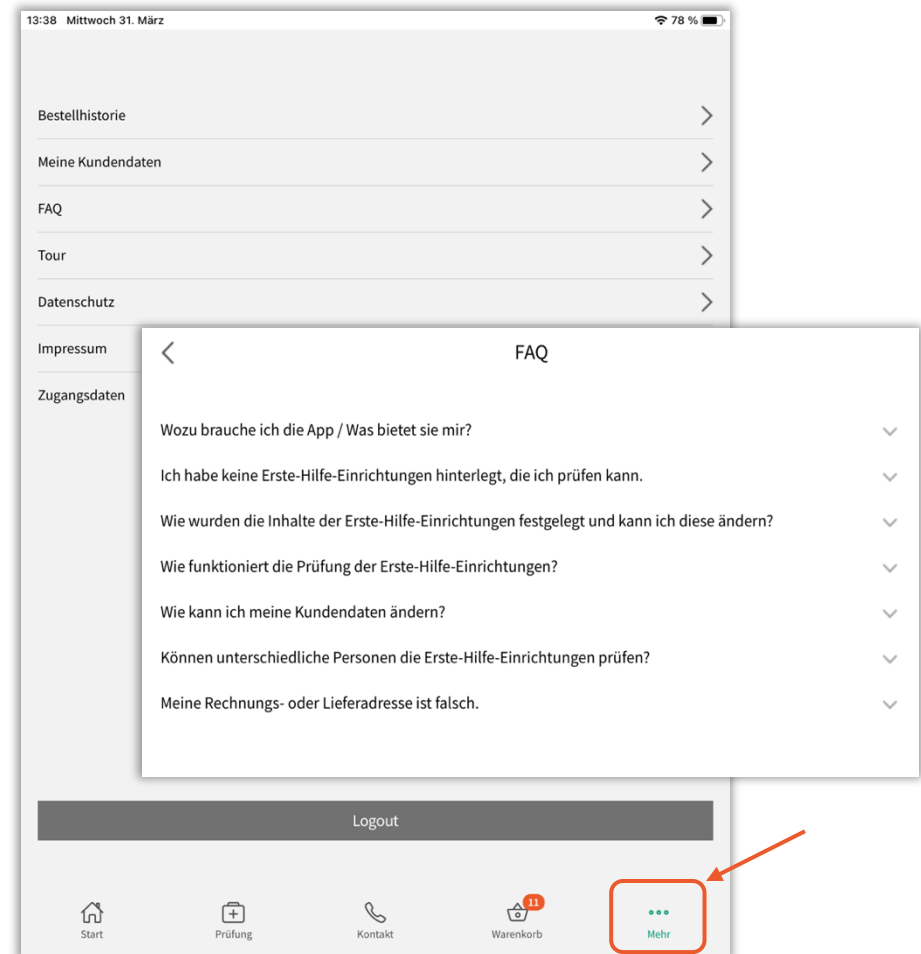 13:38 Mittwoch 31. März
78 %
Bestellhistorie
Meine Kundendaten
FAQ
Tour
Datenschutz
Impressum
Zugangsdaten
FAQ
Wozu brauche ich die App / Was bietet sie mir?
Ich habe keine Erste-Hilfe-Einrichtungen hinterlegt, die ich prüfen kann.
Wie wurden die Inhalte der Erste-Hilfe-Einrichtungen festgelegt und kann ich diese ändern?
Wie funktioniert die Prüfung der Erste-Hilfe-Einrichtungen?
Wie kann ich meine Kundendaten ändern?
Können unterschiedliche Personen die Erste-Hilfe-Einrichtungen prüfen?
Meine Rechnungs- oder Lieferadresse ist falsch.
Logout
11
Start
Prüfung
Kontakt
Warenkorb
Mehr